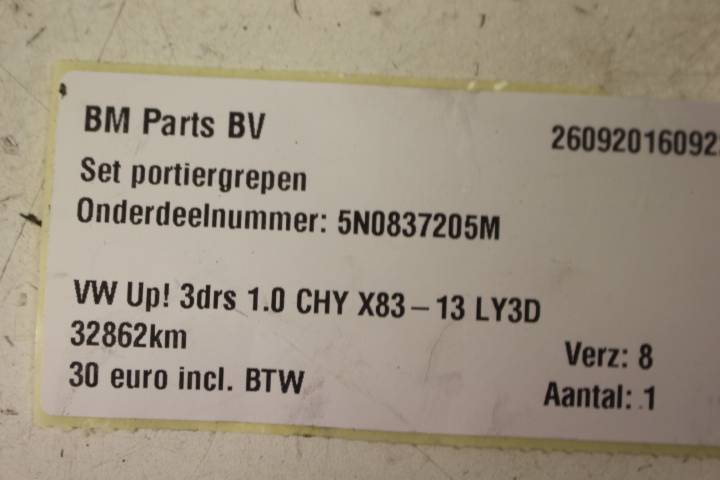 BM Parts BV 26092016092
Set portiergrepen
Onderdeelnummer: 5N0837205M
VW Up! 3drs 1.0 CHY X83-13 LY3D
32862km Verz: 8
30 euro incl. BTW Aantal: 1